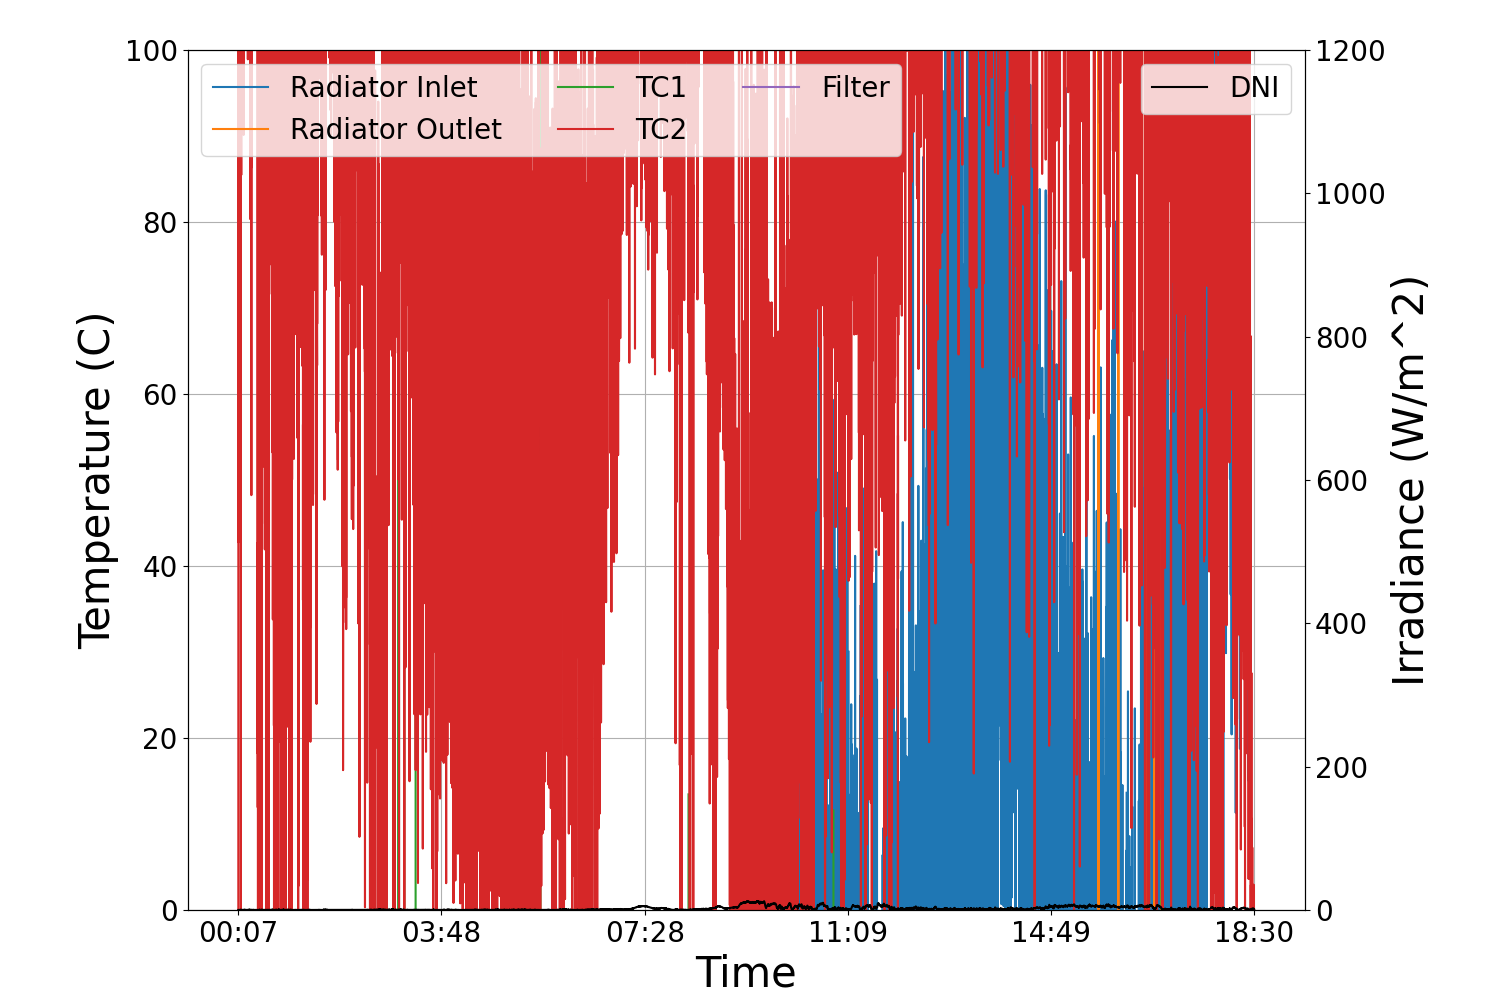 100
80
60
40
20
0
Temperature (C)
Radiator Inlet
Radiator Outlet
TC1
TC2
Filter
DNI
1200
1000
800
600
400
200
0
Irradiance (W/m^2)
00:07
03:48
07:28
11:09
14:49
18:30
Time